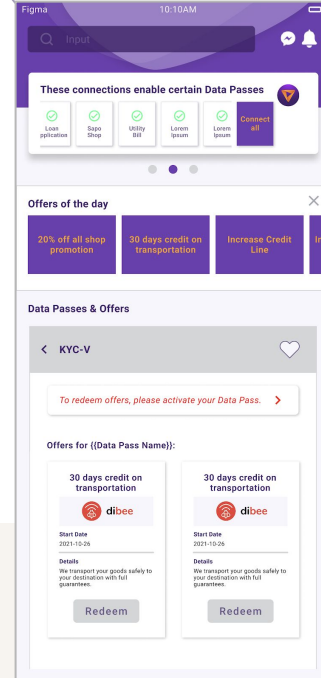 Figma
10:10AM
Input
These connections enable certain Data Passes
Loan
pplication
Sapo
Shop
Utility
Bill
Lorem
Ipsum
Lorem
Ipsum
Connect
all
Offers of the day
20% off all shop
promotion
30 days credit on
transportation
Increase Credit
Line
In
Data Passes & Offers
KYC-V
To redeem offers, please activate your Data Pass.
Offers for {{Data Pass Name}}:
30 days credit on
transportation
dibee
Start Date
2021-10-26
Details
We transport your goods safely to
your destination with full
guarantees.
Redeem
30 days credit on
transportation
dibee
Start Date
2021-10-26
Details
We transport your goods safely to
your destination with full
guarantees.
Redeem